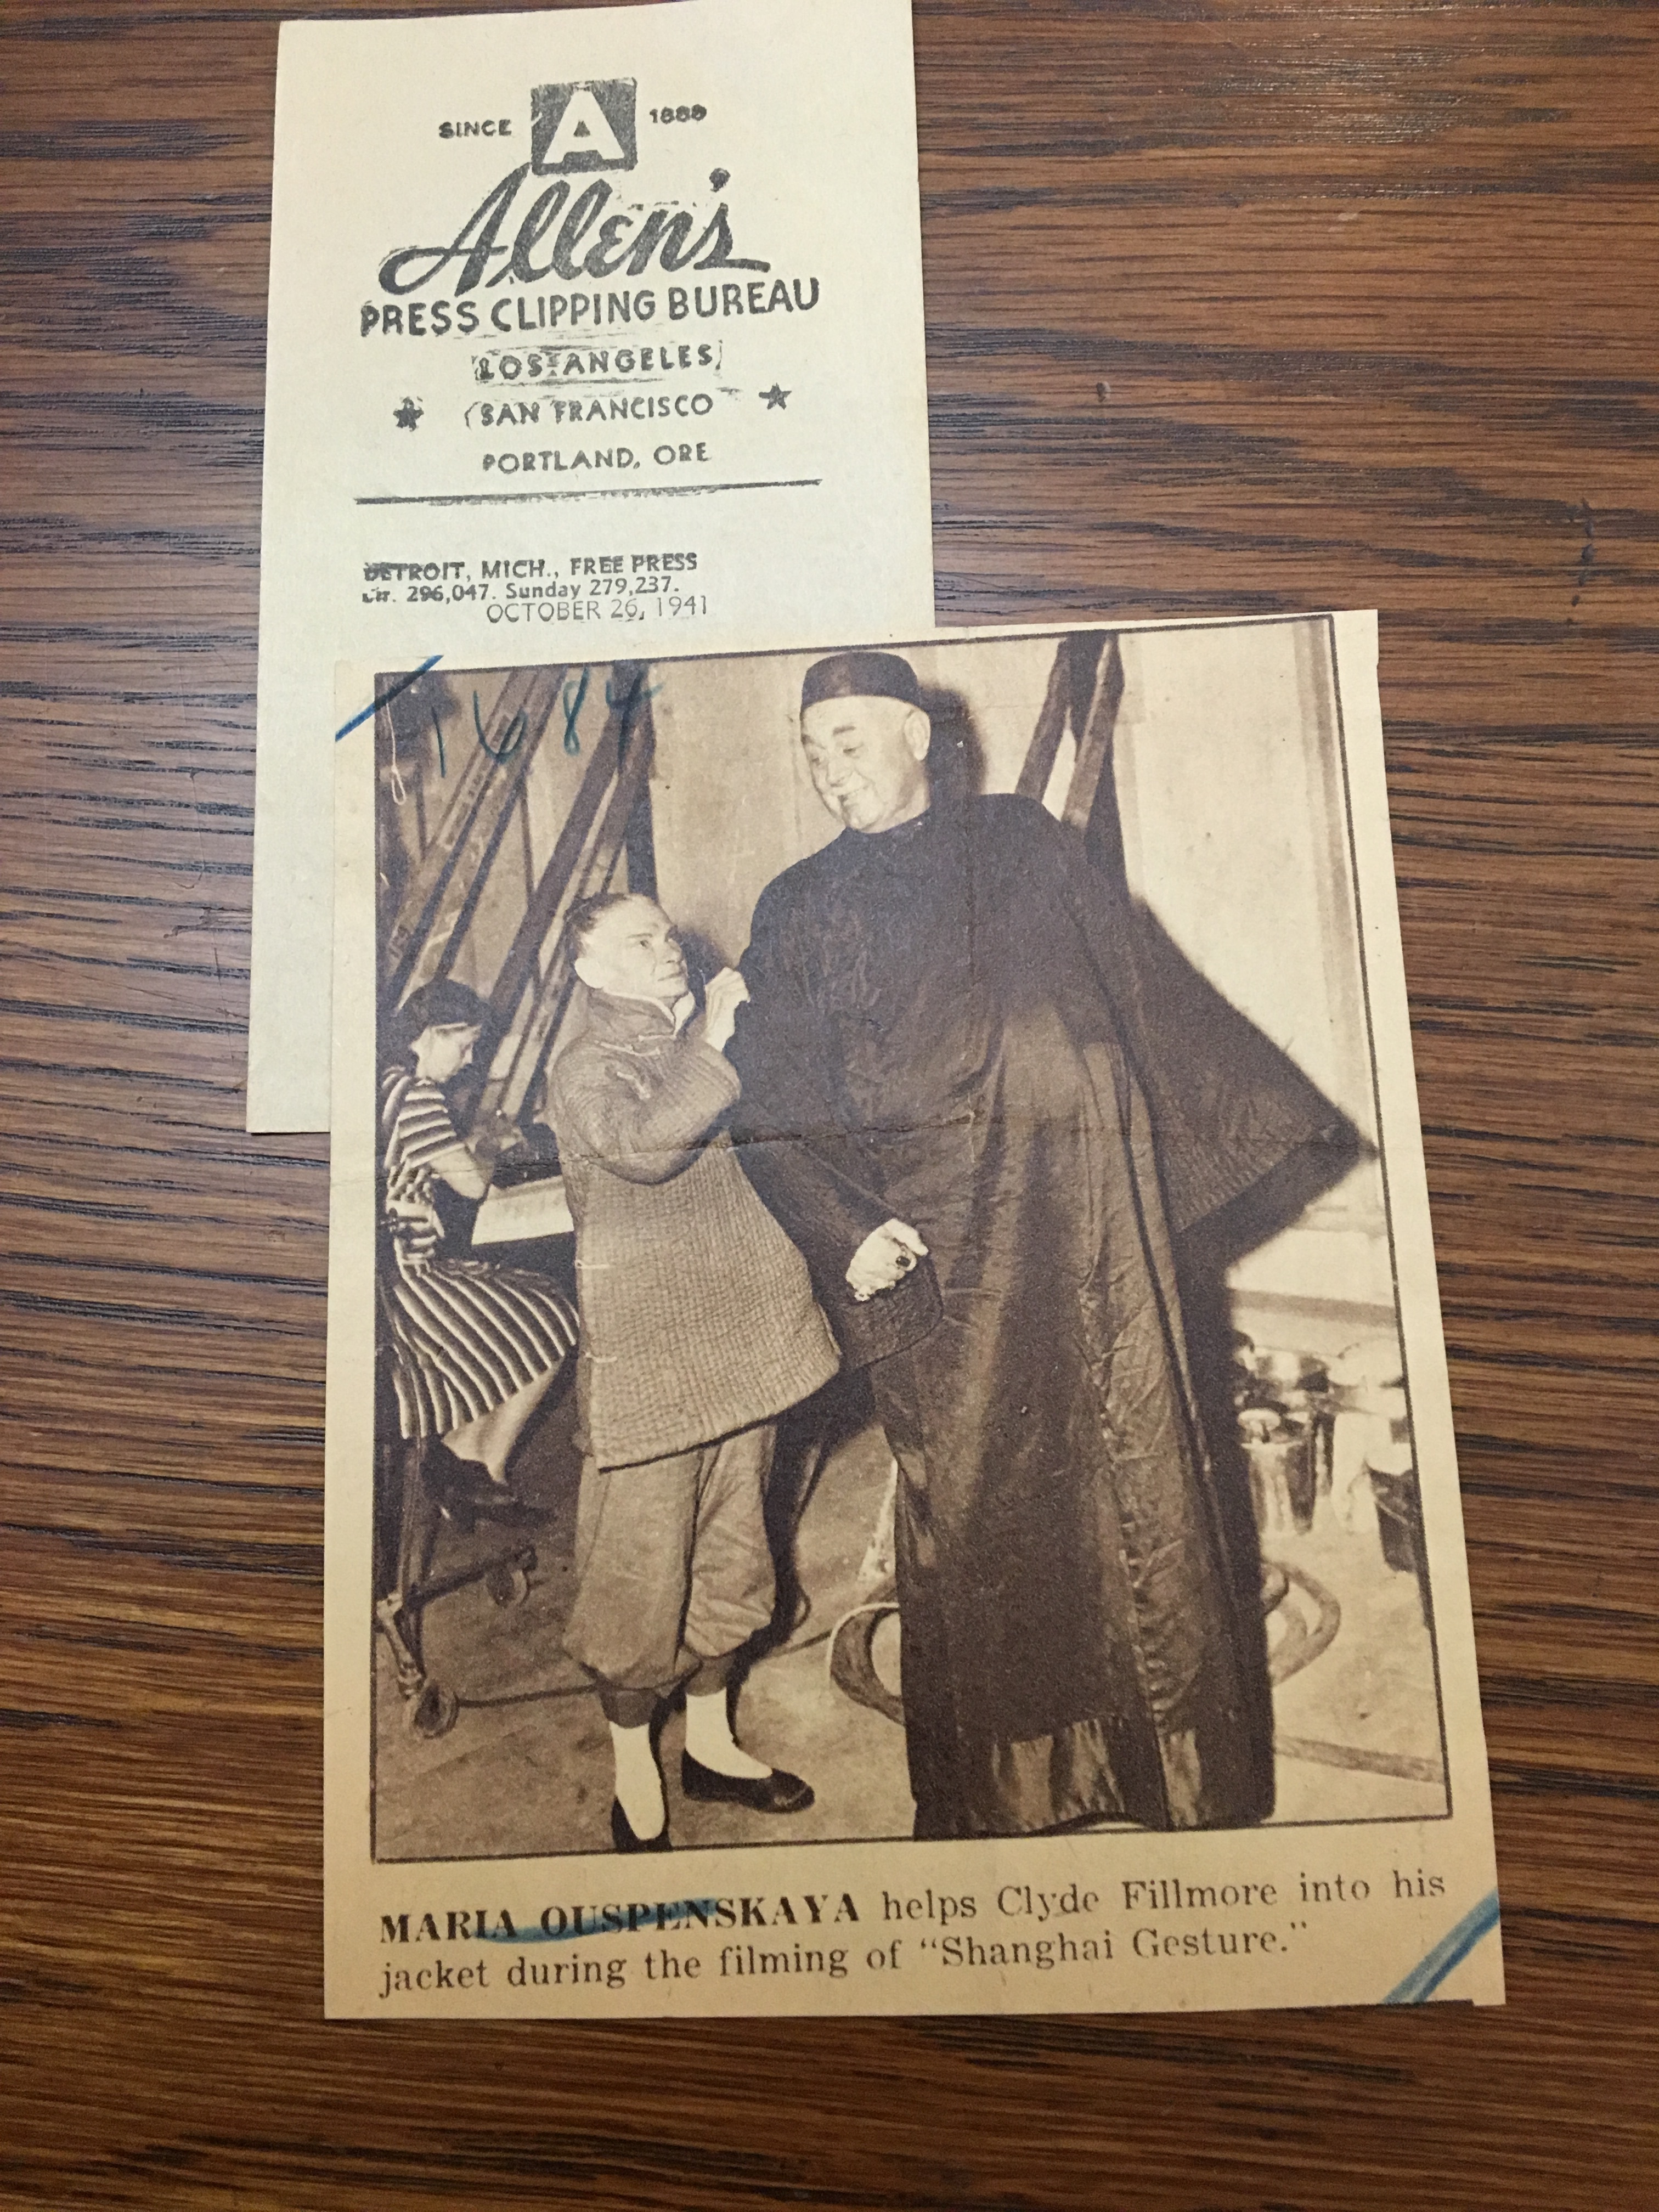 SINCE A 1888
Allen's
PRESS CLIPPING BUREAU
LOS ANGELES
SAN FRANCISCO
PORTLAND, ORE
DETROIT, MICH., FREE PRESS
Cir. 296,047. Sunday 279,237.
OCTOBER 26, 1941
1684
MARIA OUSPENSKAYA helps Clyde Fillmore into his
jacket during the filming of “Shanghai Gesture.”